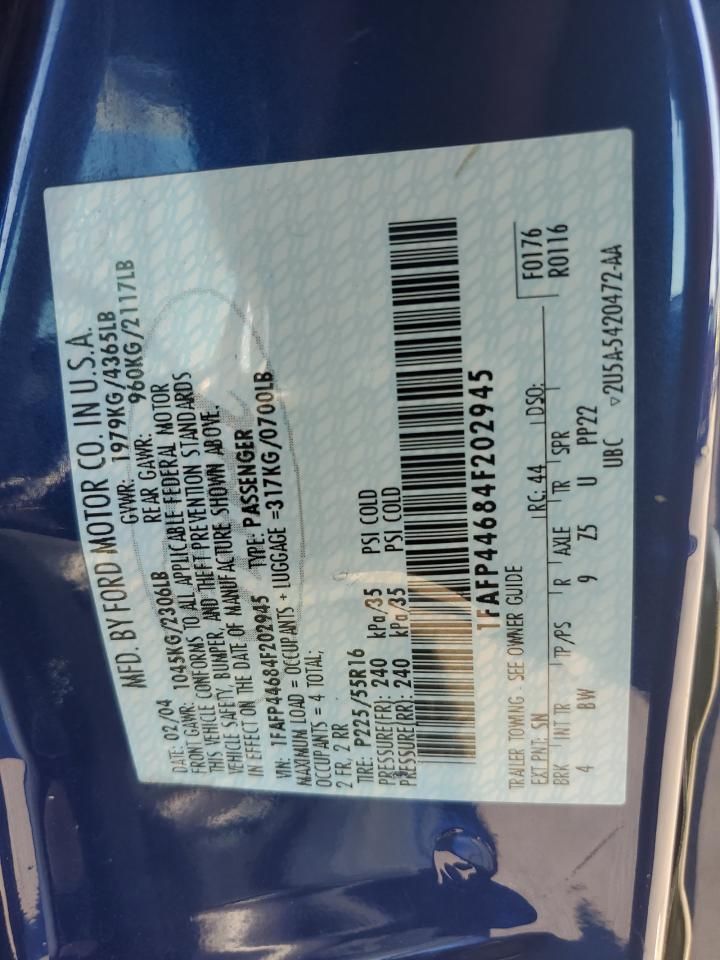 MFD. BY FORD MOTOR CO. IN U.S.A.
DATE: 02/04 GVWR: 1979KG/4365LB
FRONT GAWR: 1045KG/2306LB REAR GAWR: 960KG/2117LB
THIS VEHICLE CONFORMS TO ALL APPLICABLE FEDERAL MOTOR
VEHICLE SAFETY, BUMPER, AND THEFT PREVENTION STANDARDS
IN EFFECT ON THE DATE OF MANUFACTURE SHOWN ABOVE.
VIN: 1FAFP44684F202945 TYPE: PASSENGER
MAXIMUM LOAD = OCCUPANTS + LUGGAGE =317KG/0700LB
OCCUPANTS = 4 TOTAL;
2 FR, 2 RR
TIRE: P225/55R16
PRESSURE(FR): 240 kPa/35 PSI COLD
PRESSURE(RR): 240 kPa/35 PSI COLD
1FAFP44684F202945
TRAILER TOWING - SEE OWNER GUIDE
F0176
EXT PNT: SN RC: 44 DSO: R0116
BRK INT TR TP/PS R AXLE TR SPR
4 BW 9 Z5 U PP22
UBC ▽2U5A-5420472-AA